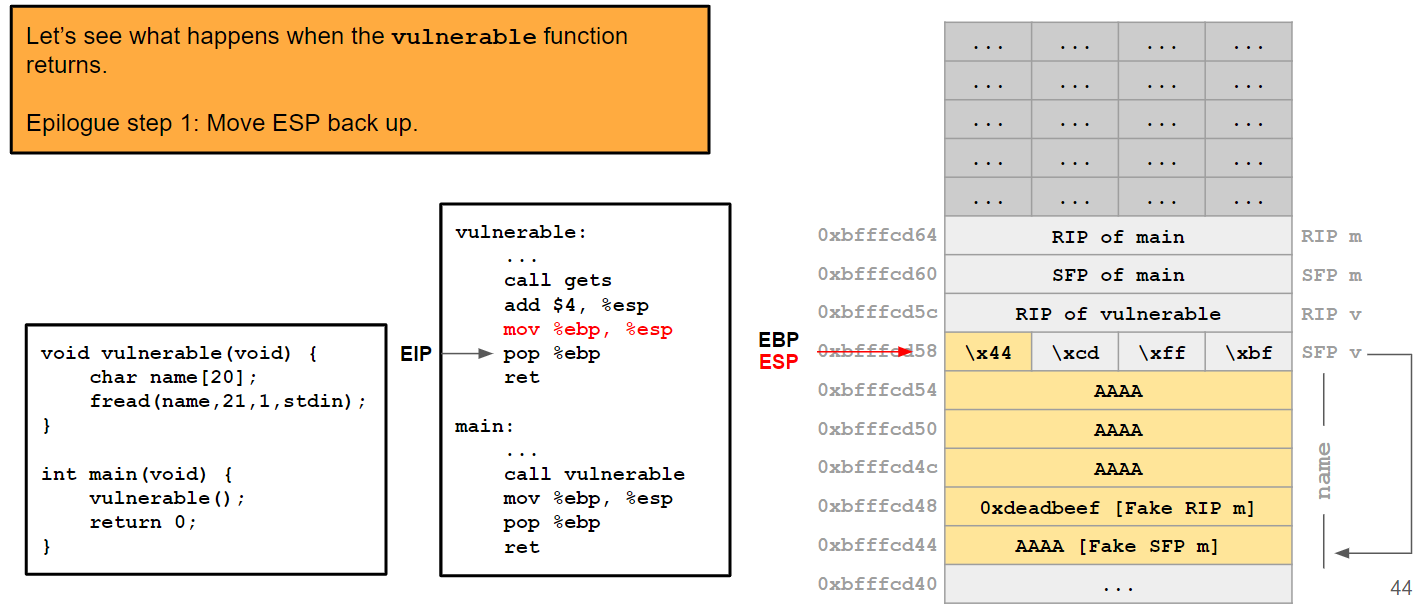 Let's see what happens when the vulnerable function
returns.
Epilogue step 1: Move ESP back up.
void vulnerable(void) {
    char name[20];
    fread(name,21,1,stdin);
}
int main(void) {
    vulnerable();
    return 0;
}
EIP
vulnerable:
    ...
    call gets
    add $4, %esp
    mov %ebp, %esp
    pop %ebp
    ret
main:
    ...
    call vulnerable
    mov %ebp, %esp
    pop %ebp
    ret
EBP
ESP
... ... ... ...
... ... ... ...
... ... ... ...
... ... ... ...
... ... ... ...
0xbfffcd64 RIP of main RIP m
0xbfffcd60 SFP of main SFP m
0xbfffcd5c RIP of vulnerable RIP v
0xbfffcd58 \x44 \xcd \xff \xbf SFP v
0xbfffcd54 AAAA
0xbfffcd50 AAAA
0xbfffcd4c AAAA
0xbfffcd48 0xdeadbeef [Fake RIP m]
0xbfffcd44 AAAA [Fake SFP m]
0xbfffcd40 ...
name
44